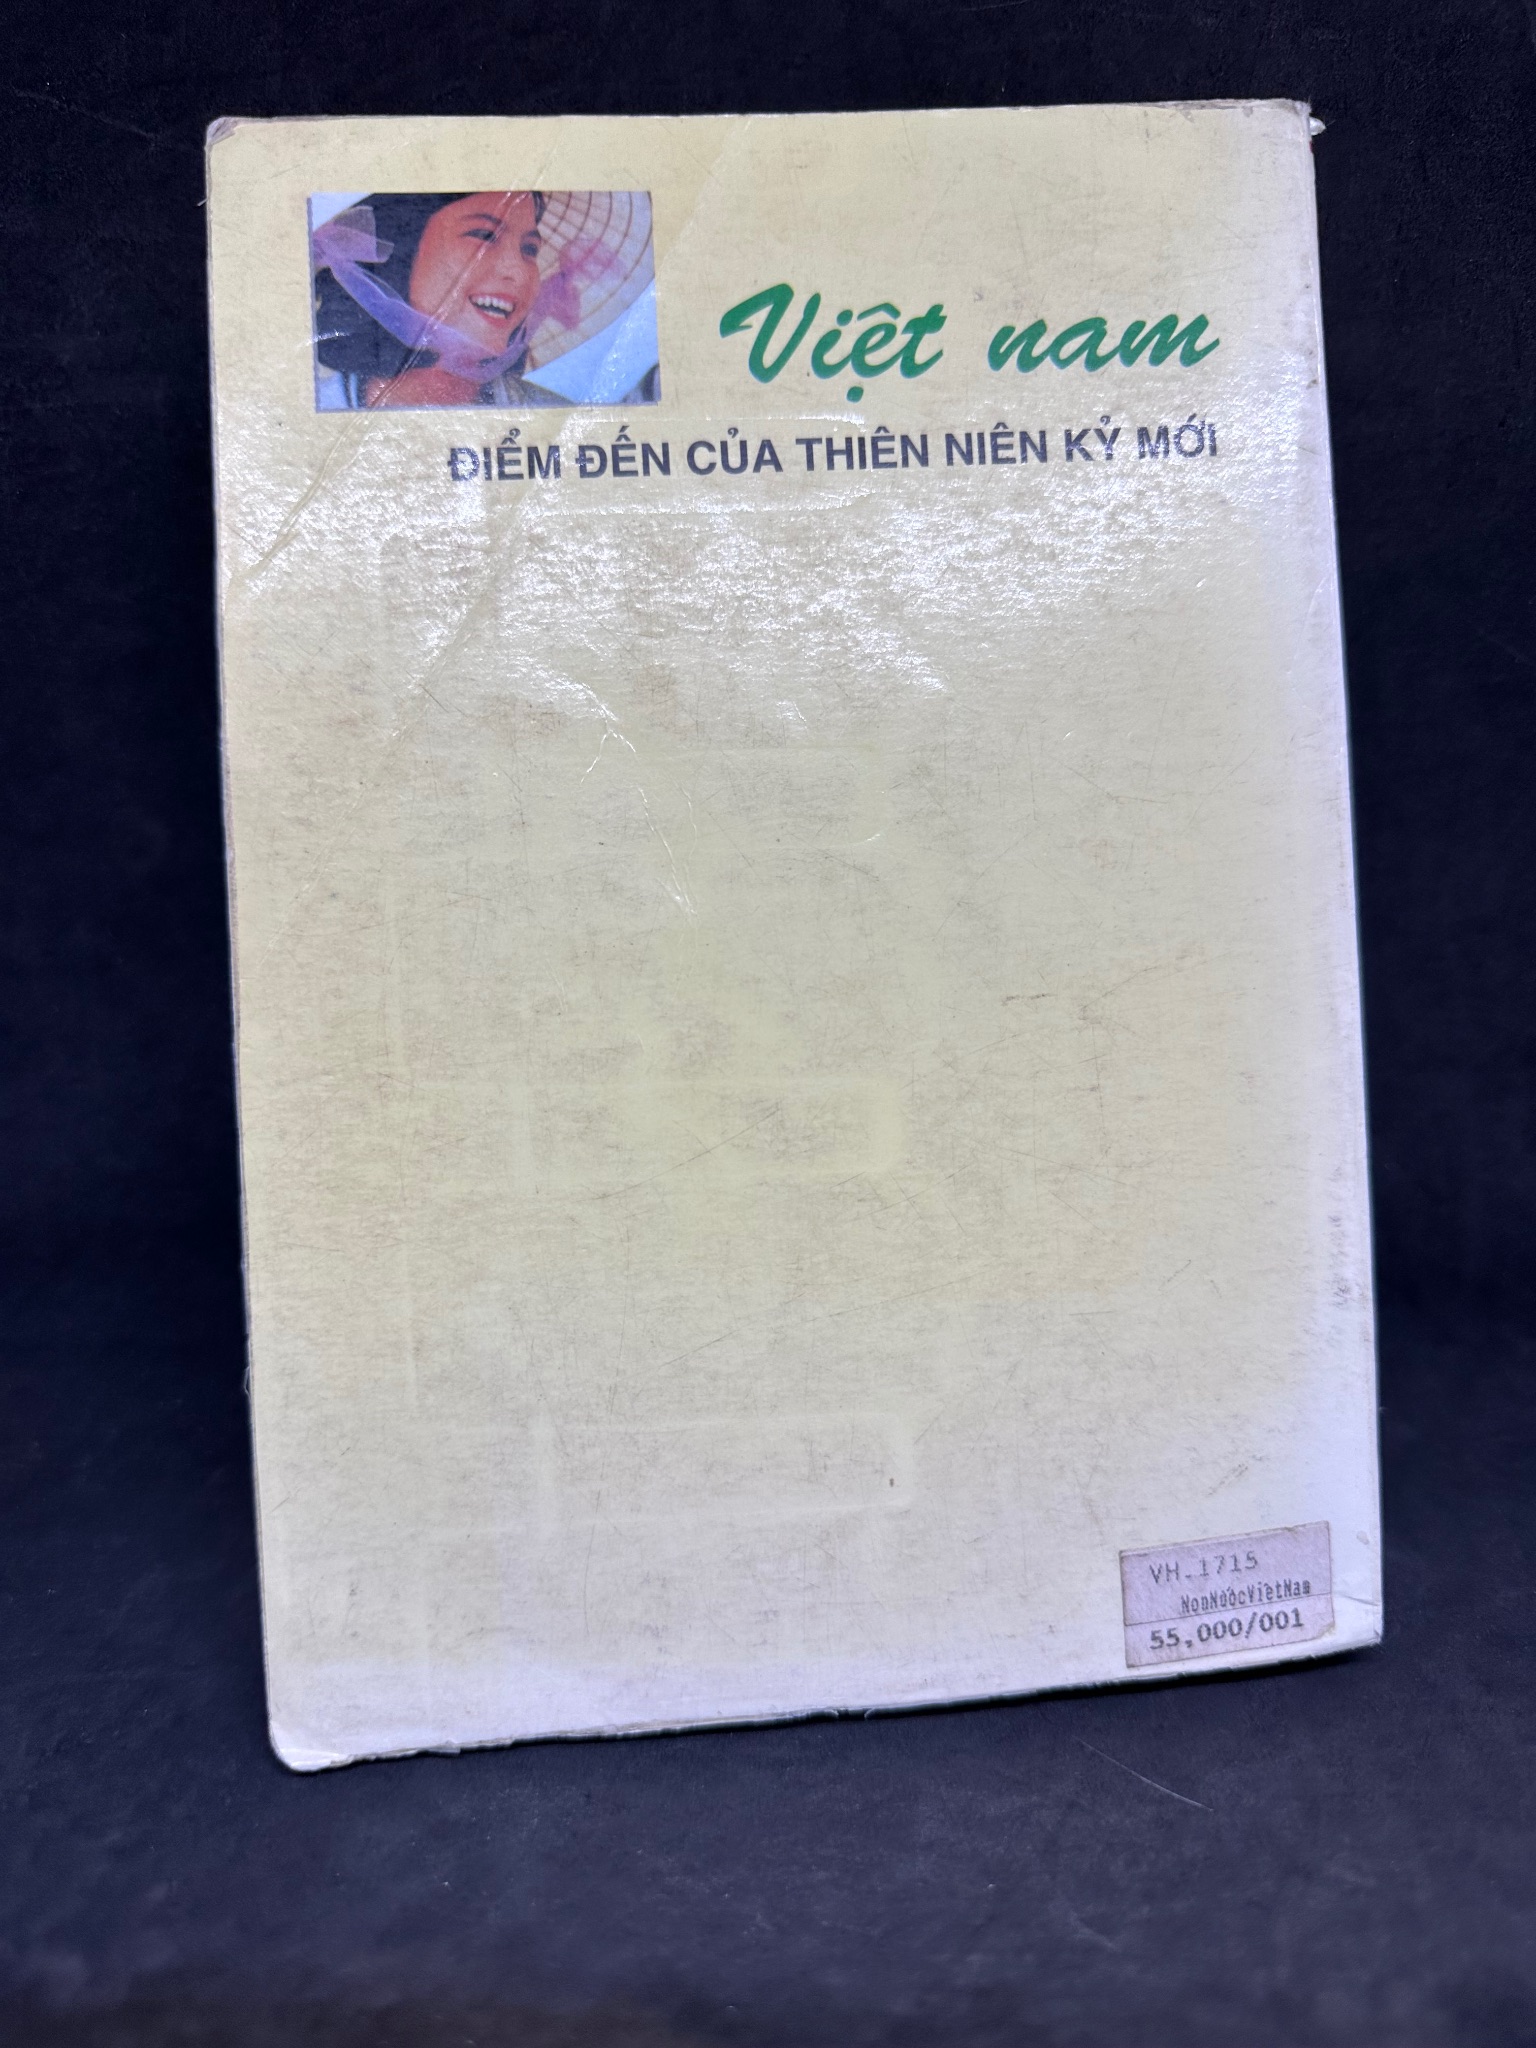 Việt nam
ĐIỂM ĐẾN CỦA THIÊN NIÊN KỶ MỚI
VH.1715
NonNướcViệtNam
55,000/001